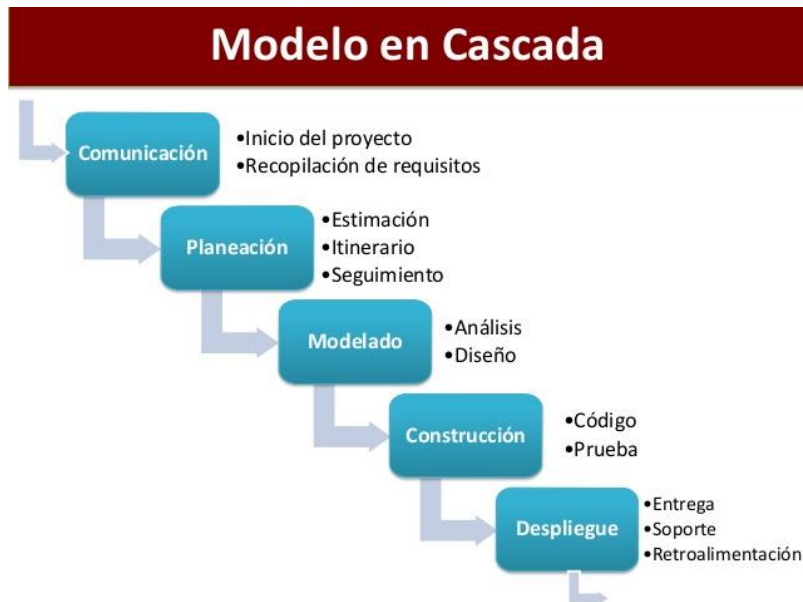 Modelo en Cascada
Comunicación
•Inicio del proyecto
•Recopilación de requisitos
Planeación
•Estimación
•Itinerario
•Seguimiento
Modelado
•Análisis
•Diseño
Construcción
•Código
•Prueba
Despliegue
•Entrega
•Soporte
•Retroalimentación